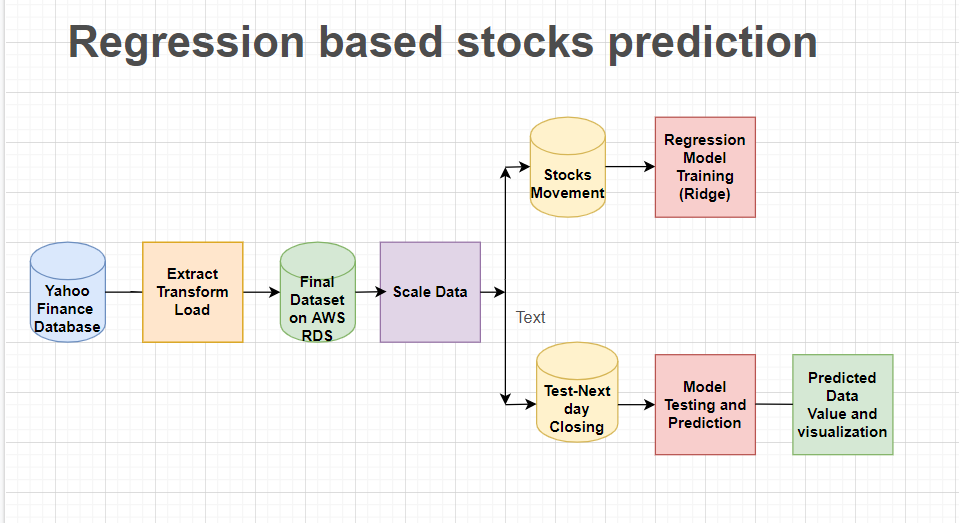 Regression based stocks prediction
Stocks
Movement
Regression
Model
Training
(Ridge)
Yahoo
Finance
Database
Extract
Transform
Load
Final
Dataset
on AWS
RDS
Scale Data
Text
Test-Next
day
Closing
Model
Testing and
Prediction
Predicted
Data
Value and
visualization